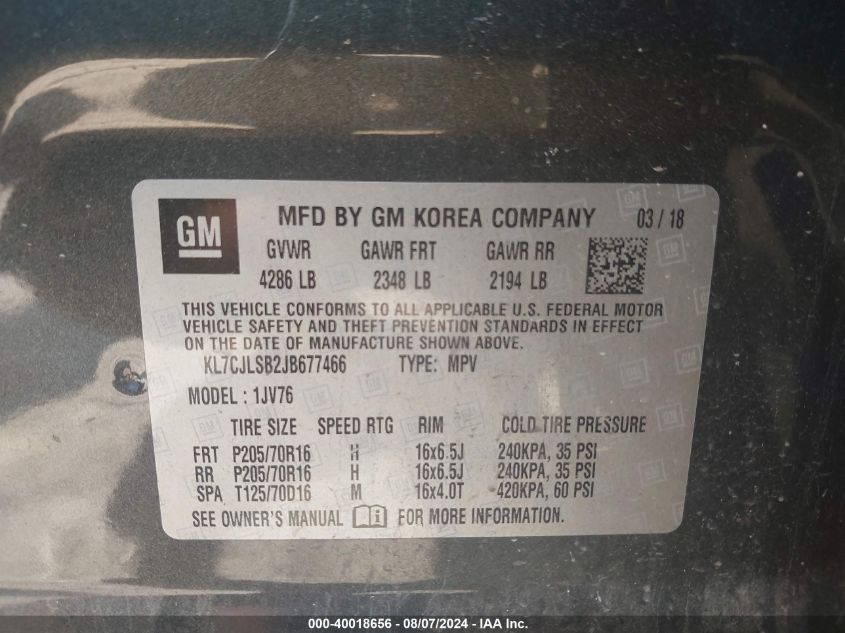 GM
MFD BY GM KOREA COMPANY 03 / 18
GVWR GAWR FRT GAWR RR
4286 LB 2348 LB 2194 LB
THIS VEHICLE CONFORMS TO ALL APPLICABLE U.S. FEDERAL MOTOR
VEHICLE SAFETY AND THEFT PREVENTION STANDARDS IN EFFECT
ON THE DATE OF MANUFACTURE SHOWN ABOVE.
KL7CJLSB2JB677466 TYPE: MPV
MODEL : 1JV76
TIRE SIZE SPEED RTG RIM COLD TIRE PRESSURE
FRT P205/70R16 H 16x6.5J 240KPA, 35 PSI
RR P205/70R16 H 16x6.5J 240KPA, 35 PSI
SPA T125/70D16 M 16x4.0T 420KPA, 60 PSI
SEE OWNER'S MANUAL FOR MORE INFORMATION.
000-40018656 - 08/07/2024 - IAA Inc.